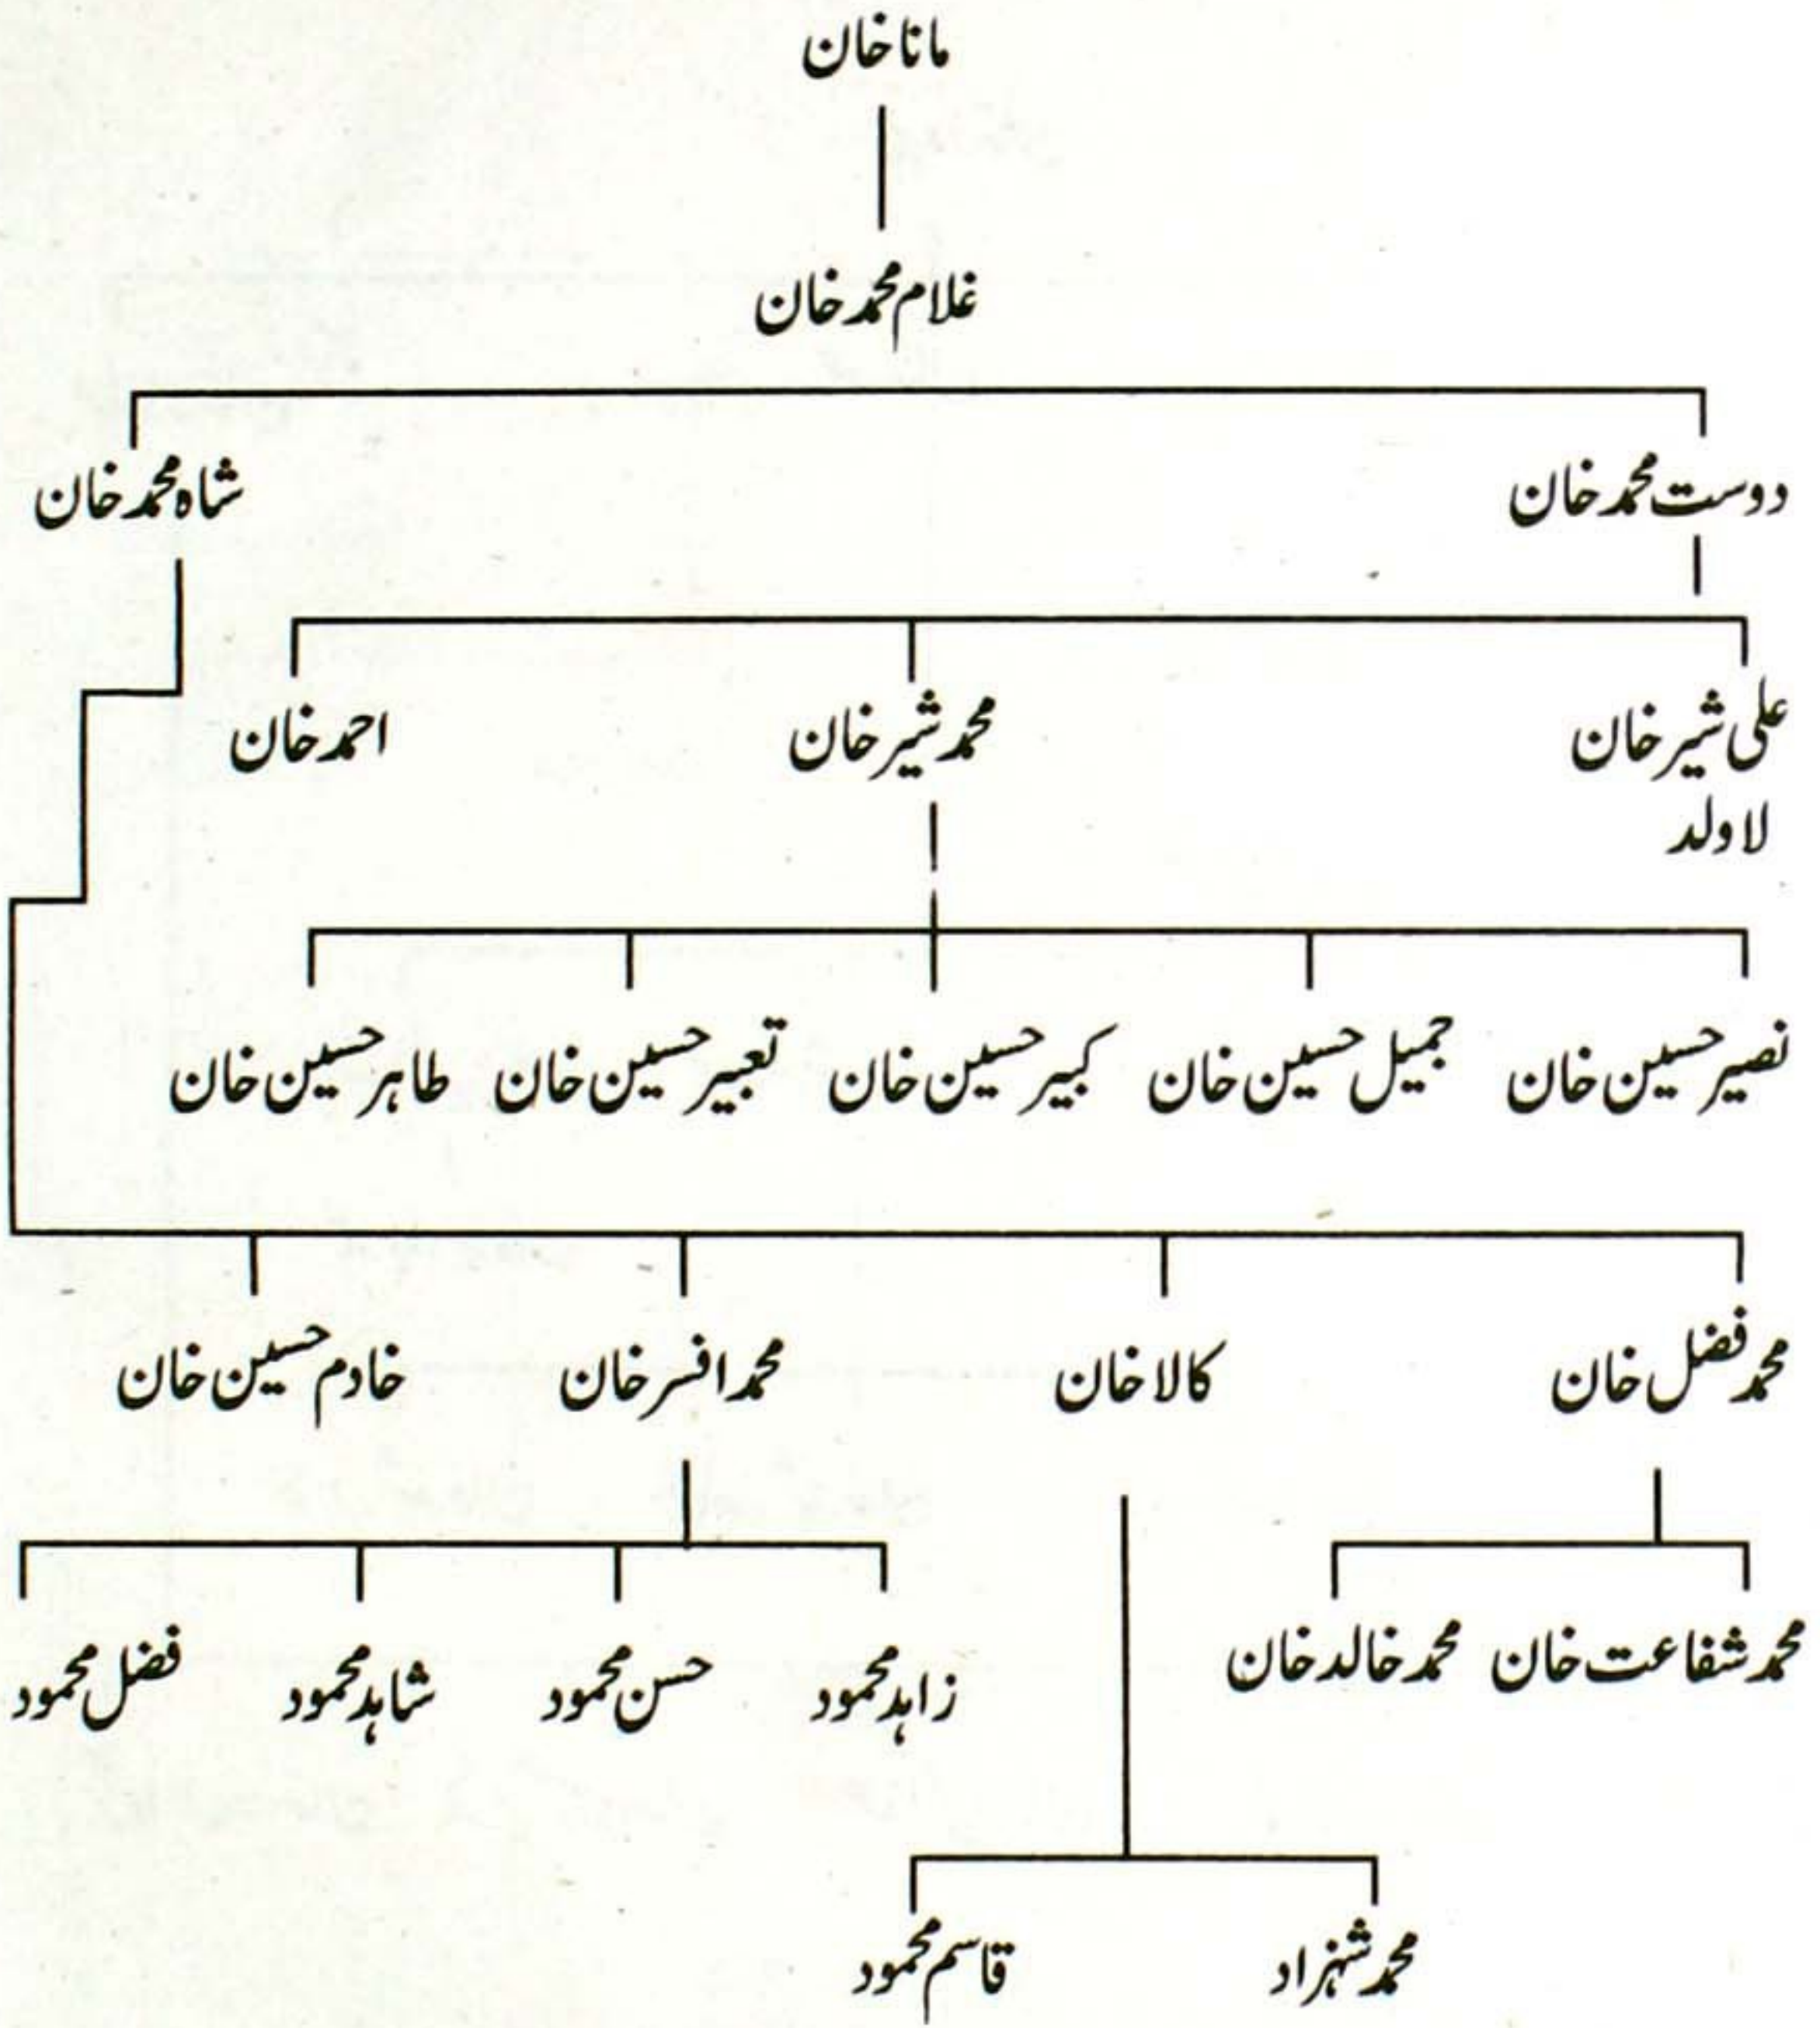 مانا خان
غلام محمد خان
دوست محمد خان شاہ محمد خان
علی شیر خان محمد شیر خان احمد خان
لا ولد
نصیر حسین خان جمیل حسین خان کبیر حسین خان تعبیر حسین خان طاہر حسین خان
محمد فضل خان کالا خان محمد افسر خان خادم حسین خان
محمد شفاعت خان محمد خالد خان زاہد محمود حسن محمود شاہد محمود فضل محمود
محمد شہزاد قاسم محمود